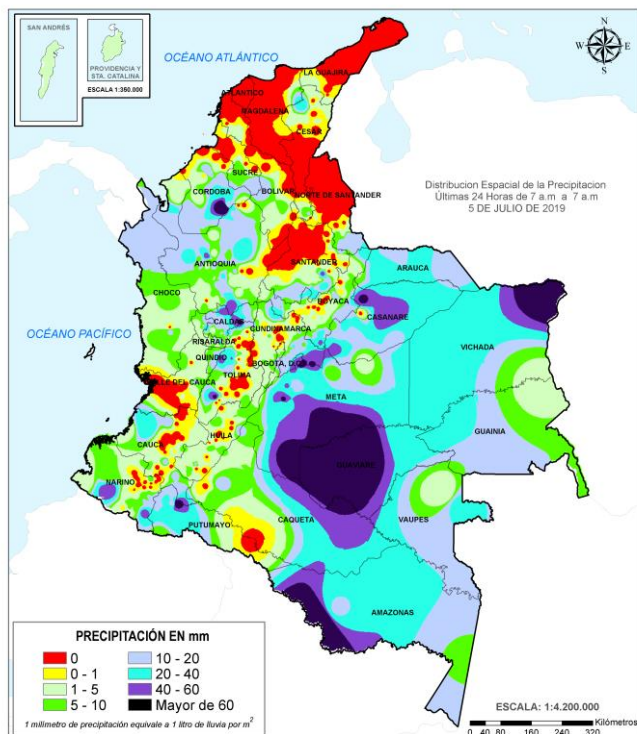 SAN ANDRÉS
PROVIDENCIA Y
STA. CATALINA
ESCALA 1:350.000
OCÉANO ATLÁNTICO
N
W E
S
LA GUAJIRA
ATLANTICO
MAGDALENA
CESAR
SUCRE
CORDOBA
BOLIVAR
NORTE DE SANTANDER
Distribucion Espacial de la Precipitacion
Últimas 24 Horas de 7 a.m a 7 a.m
5 DE JULIO DE 2019
ANTIOQUIA
SANTANDER
ARAUCA
CHOCO
BOYACA
CASANARE
OCÉANO PACÍFICO
CALDAS
CUNDINAMARCA
RISARALDA
VICHADA
QUINDIO
BOGOTA, D.C.
TOLIMA
VALLE DEL CAUCA
META
GUAINIA
CAUCA
HUILA
GUAVIARE
NARIÑO
CAQUETA
VAUPES
PUTUMAYO
AMAZONAS
PRECIPITACIÓN EN mm
0 10 - 20
0 - 1 20 - 40
1 - 5 40 - 60
5 - 10 Mayor de 60
1 milímetro de precipitación equivale a 1 litro de lluvia por m²
ESCALA: 1:4.200.000
Kilómetros
0 40 80 160 240 320